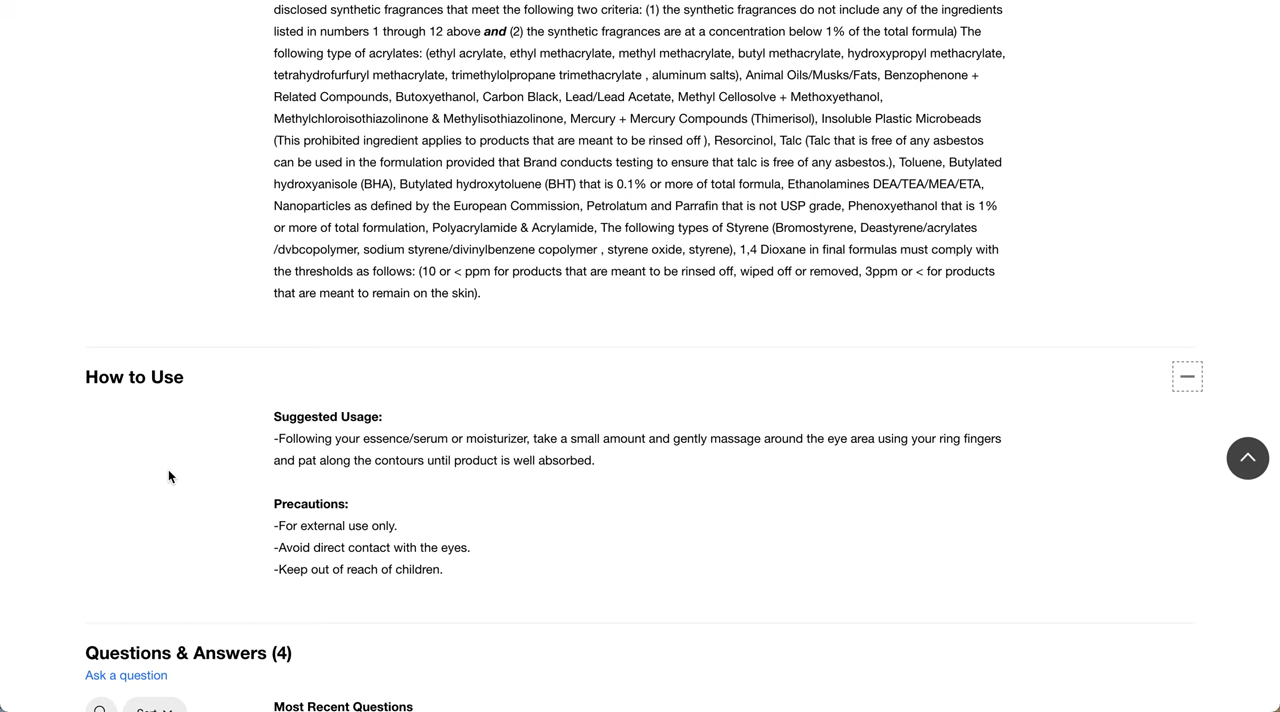 disclosed synthetic fragrances that meet the following two criteria: (1) the synthetic fragrances do not include any of the ingredients
listed in numbers 1 through 12 above and (2) the synthetic fragrances are at a concentration below 1% of the total formula) The
following type of acrylates: (ethyl acrylate, ethyl methacrylate, methyl methacrylate, butyl methacrylate, hydroxypropyl methacrylate,
tetrahydrofurfuryl methacrylate, trimethylolpropane trimethacrylate , aluminum salts), Animal Oils/Musks/Fats, Benzophenone +
Related Compounds, Butoxyethanol, Carbon Black, Lead/Lead Acetate, Methyl Cellosolve + Methoxyethanol,
Methylchloroisothiazolinone & Methylisothiazolinone, Mercury + Mercury Compounds (Thimerisol), Insoluble Plastic Microbeads
(This prohibited ingredient applies to products that are meant to be rinsed off ), Resorcinol, Talc (Talc that is free of any asbestos
can be used in the formulation provided that Brand conducts testing to ensure that talc is free of any asbestos.), Toluene, Butylated
hydroxyanisole (BHA), Butylated hydroxytoluene (BHT) that is 0.1% or more of total formula, Ethanolamines DEA/TEA/MEA/ETA,
Nanoparticles as defined by the European Commission, Petrolatum and Parrafin that is not USP grade, Phenoxyethanol that is 1%
or more of total formulation, Polyacrylamide & Acrylamide, The following types of Styrene (Bromostyrene, Deastyrene/acrylates
/dvbcopolymer, sodium styrene/divinylbenzene copolymer , styrene oxide, styrene), 1,4 Dioxane in final formulas must comply with
the thresholds as follows: (10 or < ppm for products that are meant to be rinsed off, wiped off or removed, 3ppm or < for products
that are meant to remain on the skin).
How to Use
Suggested Usage:
-Following your essence/serum or moisturizer, take a small amount and gently massage around the eye area using your ring fingers
and pat along the contours until product is well absorbed.
Precautions:
-For external use only.
-Avoid direct contact with the eyes.
-Keep out of reach of children.
Questions & Answers (4)
Ask a question
Sort
Most Recent Questions